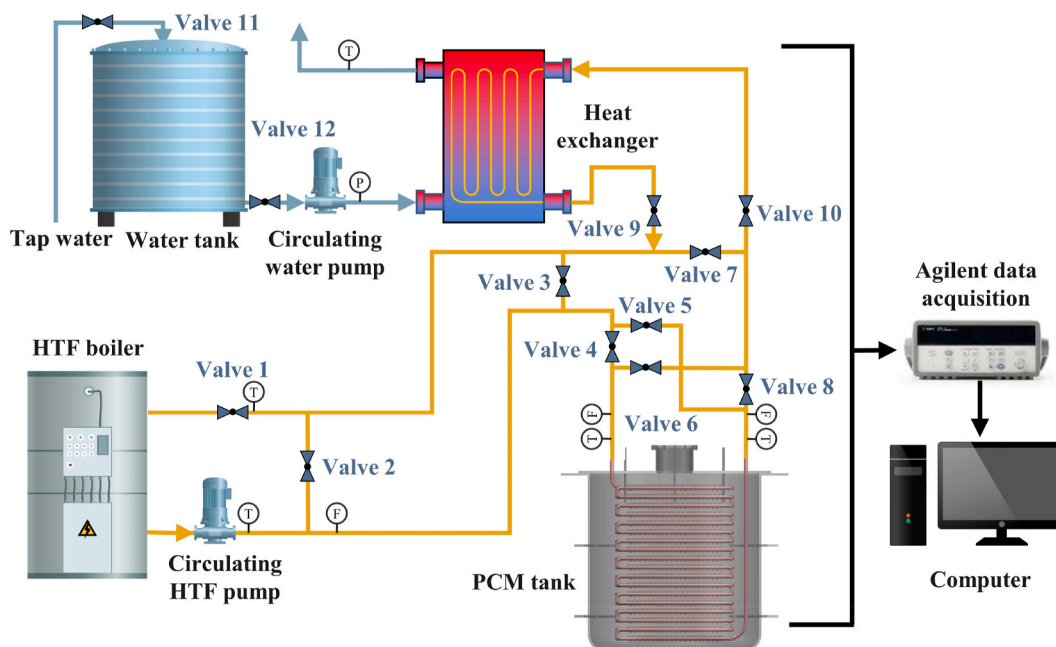 Valve 11
T
Valve 12
Heat
exchanger
P
Tap water
Water tank
Circulating
water pump
Valve 9
Valve 10
Valve 7
Valve 3
Valve 5
Agilent data
acquisition
HTF boiler
Valve 4
Valve 1
T
Valve 8
F
F
Valve 6
T
T
Valve 2
T
F
Circulating
HTF pump
PCM tank
Computer